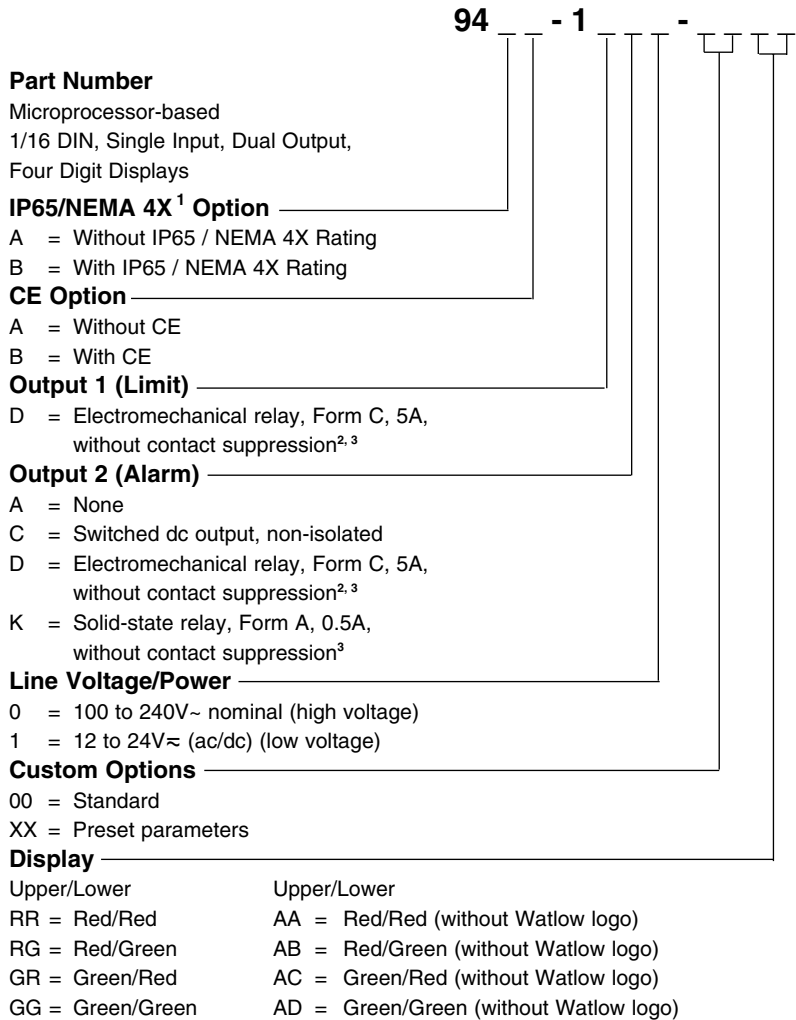 94 _ _ - 1 _ _ _ - _ _ _ _
Part Number
Microprocessor-based
1/16 DIN, Single Input, Dual Output,
Four Digit Displays
IP65/NEMA 4X¹ Option
A = Without IP65 / NEMA 4X Rating
B = With IP65 / NEMA 4X Rating
CE Option
A = Without CE
B = With CE
Output 1 (Limit)
D = Electromechanical relay, Form C, 5A,
without contact suppression²,³
Output 2 (Alarm)
A = None
C = Switched dc output, non-isolated
D = Electromechanical relay, Form C, 5A,
without contact suppression²,³
K = Solid-state relay, Form A, 0.5A,
without contact suppression³
Line Voltage/Power
0 = 100 to 240V~ nominal (high voltage)
1 = 12 to 24V≂ (ac/dc) (low voltage)
Custom Options
00 = Standard
XX = Preset parameters
Display
Upper/Lower Upper/Lower
RR = Red/Red AA = Red/Red (without Watlow logo)
RG = Red/Green AB = Red/Green (without Watlow logo)
GR = Green/Red AC = Green/Red (without Watlow logo)
GG = Green/Green AD = Green/Green (without Watlow logo)